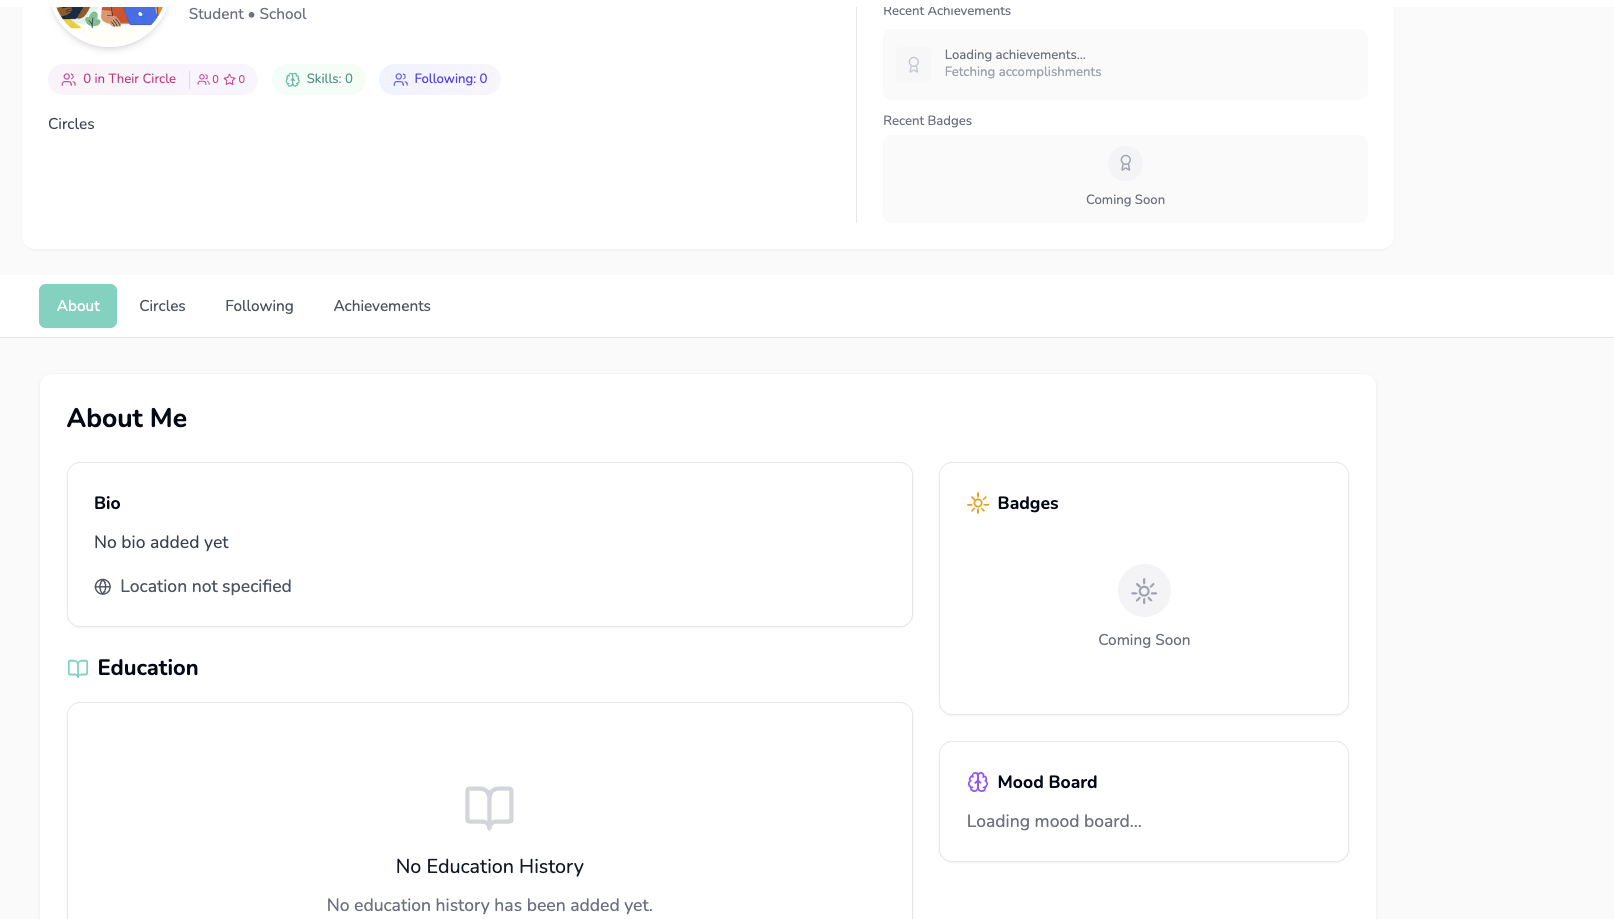 Student • School
0 in Their Circle
0
0
Skills: 0
Following: 0
Circles
Recent Achievements
Loading achievements...
Fetching accomplishments
Recent Badges
Coming Soon
About
Circles
Following
Achievements
About Me
Bio
No bio added yet
Location not specified
Education
No Education History
No education history has been added yet.
Badges
Coming Soon
Mood Board
Loading mood board...